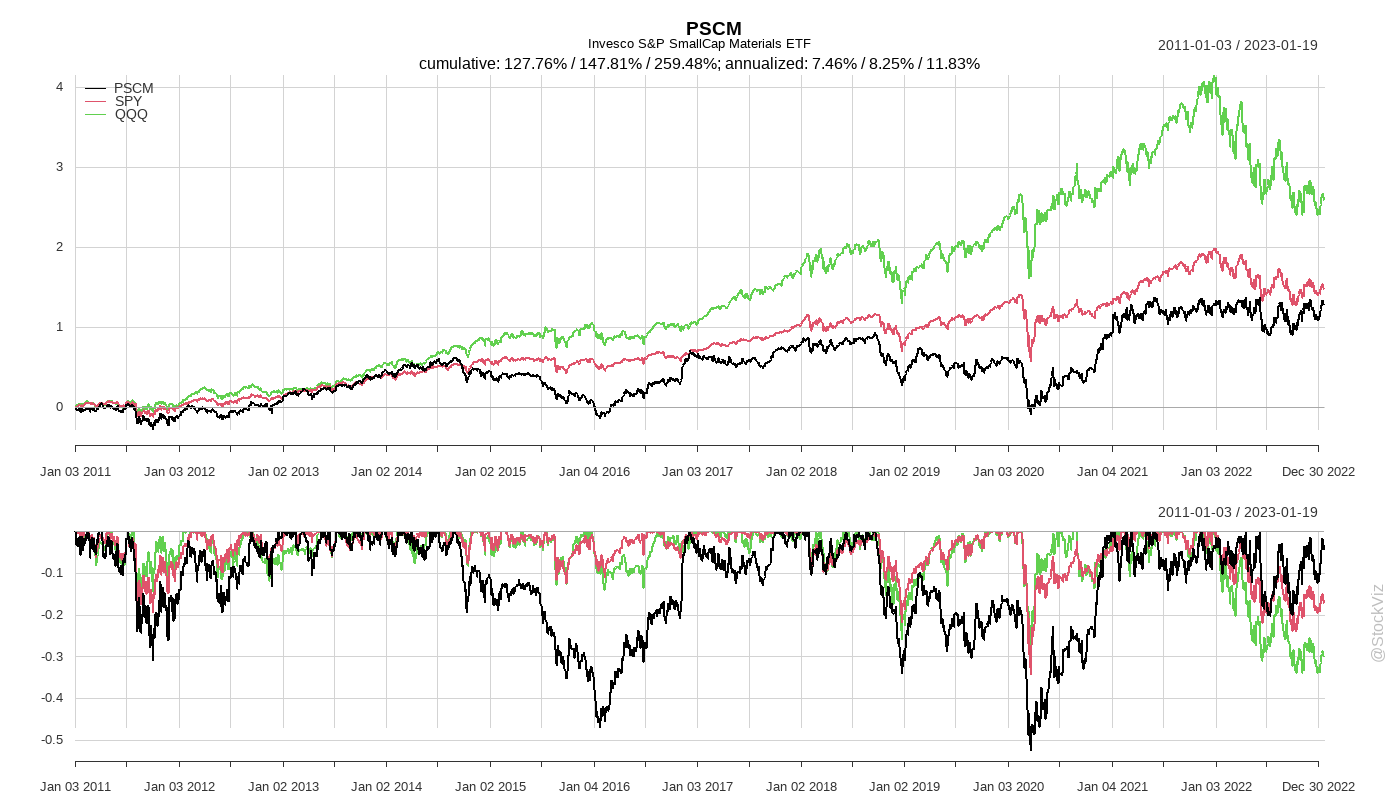 PSCM
Invesco S&P SmallCap Materials ETF
2011-01-03 / 2023-01-19
cumulative: 127.76% / 147.81% / 259.48%; annualized: 7.46% / 8.25% / 11.83%
PSCM
SPY
QQQ
4
3
2
1
0
Jan 03 2011 Jan 03 2012 Jan 02 2013 Jan 02 2014 Jan 02 2015 Jan 04 2016 Jan 03 2017 Jan 02 2018 Jan 02 2019 Jan 03 2020 Jan 04 2021 Jan 03 2022 Dec 30 2022
2011-01-03 / 2023-01-19
-0.1
-0.2
-0.3
-0.4
-0.5
Jan 03 2011 Jan 03 2012 Jan 02 2013 Jan 02 2014 Jan 02 2015 Jan 04 2016 Jan 03 2017 Jan 02 2018 Jan 02 2019 Jan 03 2020 Jan 04 2021 Jan 03 2022 Dec 30 2022
@StockViz